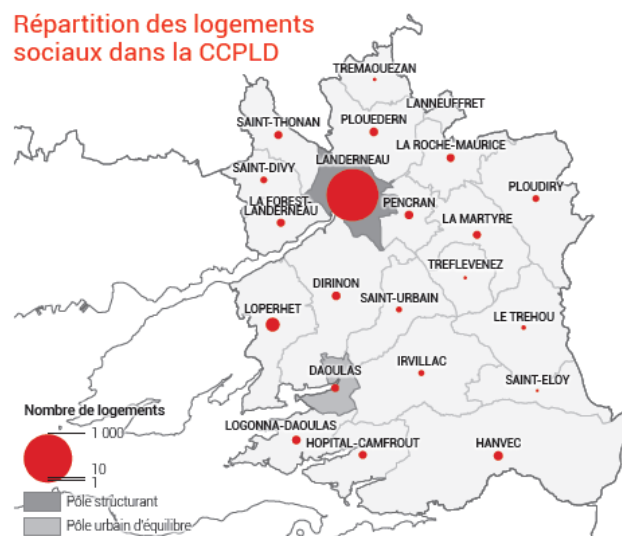 Répartition des logements
sociaux dans la CCPLD
TREMAOUEZAN
LANNEUFFRET
SAINT-THONAN
PLOUEDERN
LA ROCHE-MAURICE
LANDERNEAU
SAINT-DIVY
PLOUDIRY
LA FOREST-
LANDERNEAU
PENCRAN
LA MARTYRE
TREFLEVENEZ
DIRINON
SAINT-URBAIN
LOPERHET
LE TREHOU
DAOULAS
IRVILLAC
SAINT-ELOY
Nombre de logements
1 000
10
1
LOGONNA-DAOULAS
HOPITAL-CAMFROUT
HANVEC
Pôle structurant
Pôle urbain d'équilibre